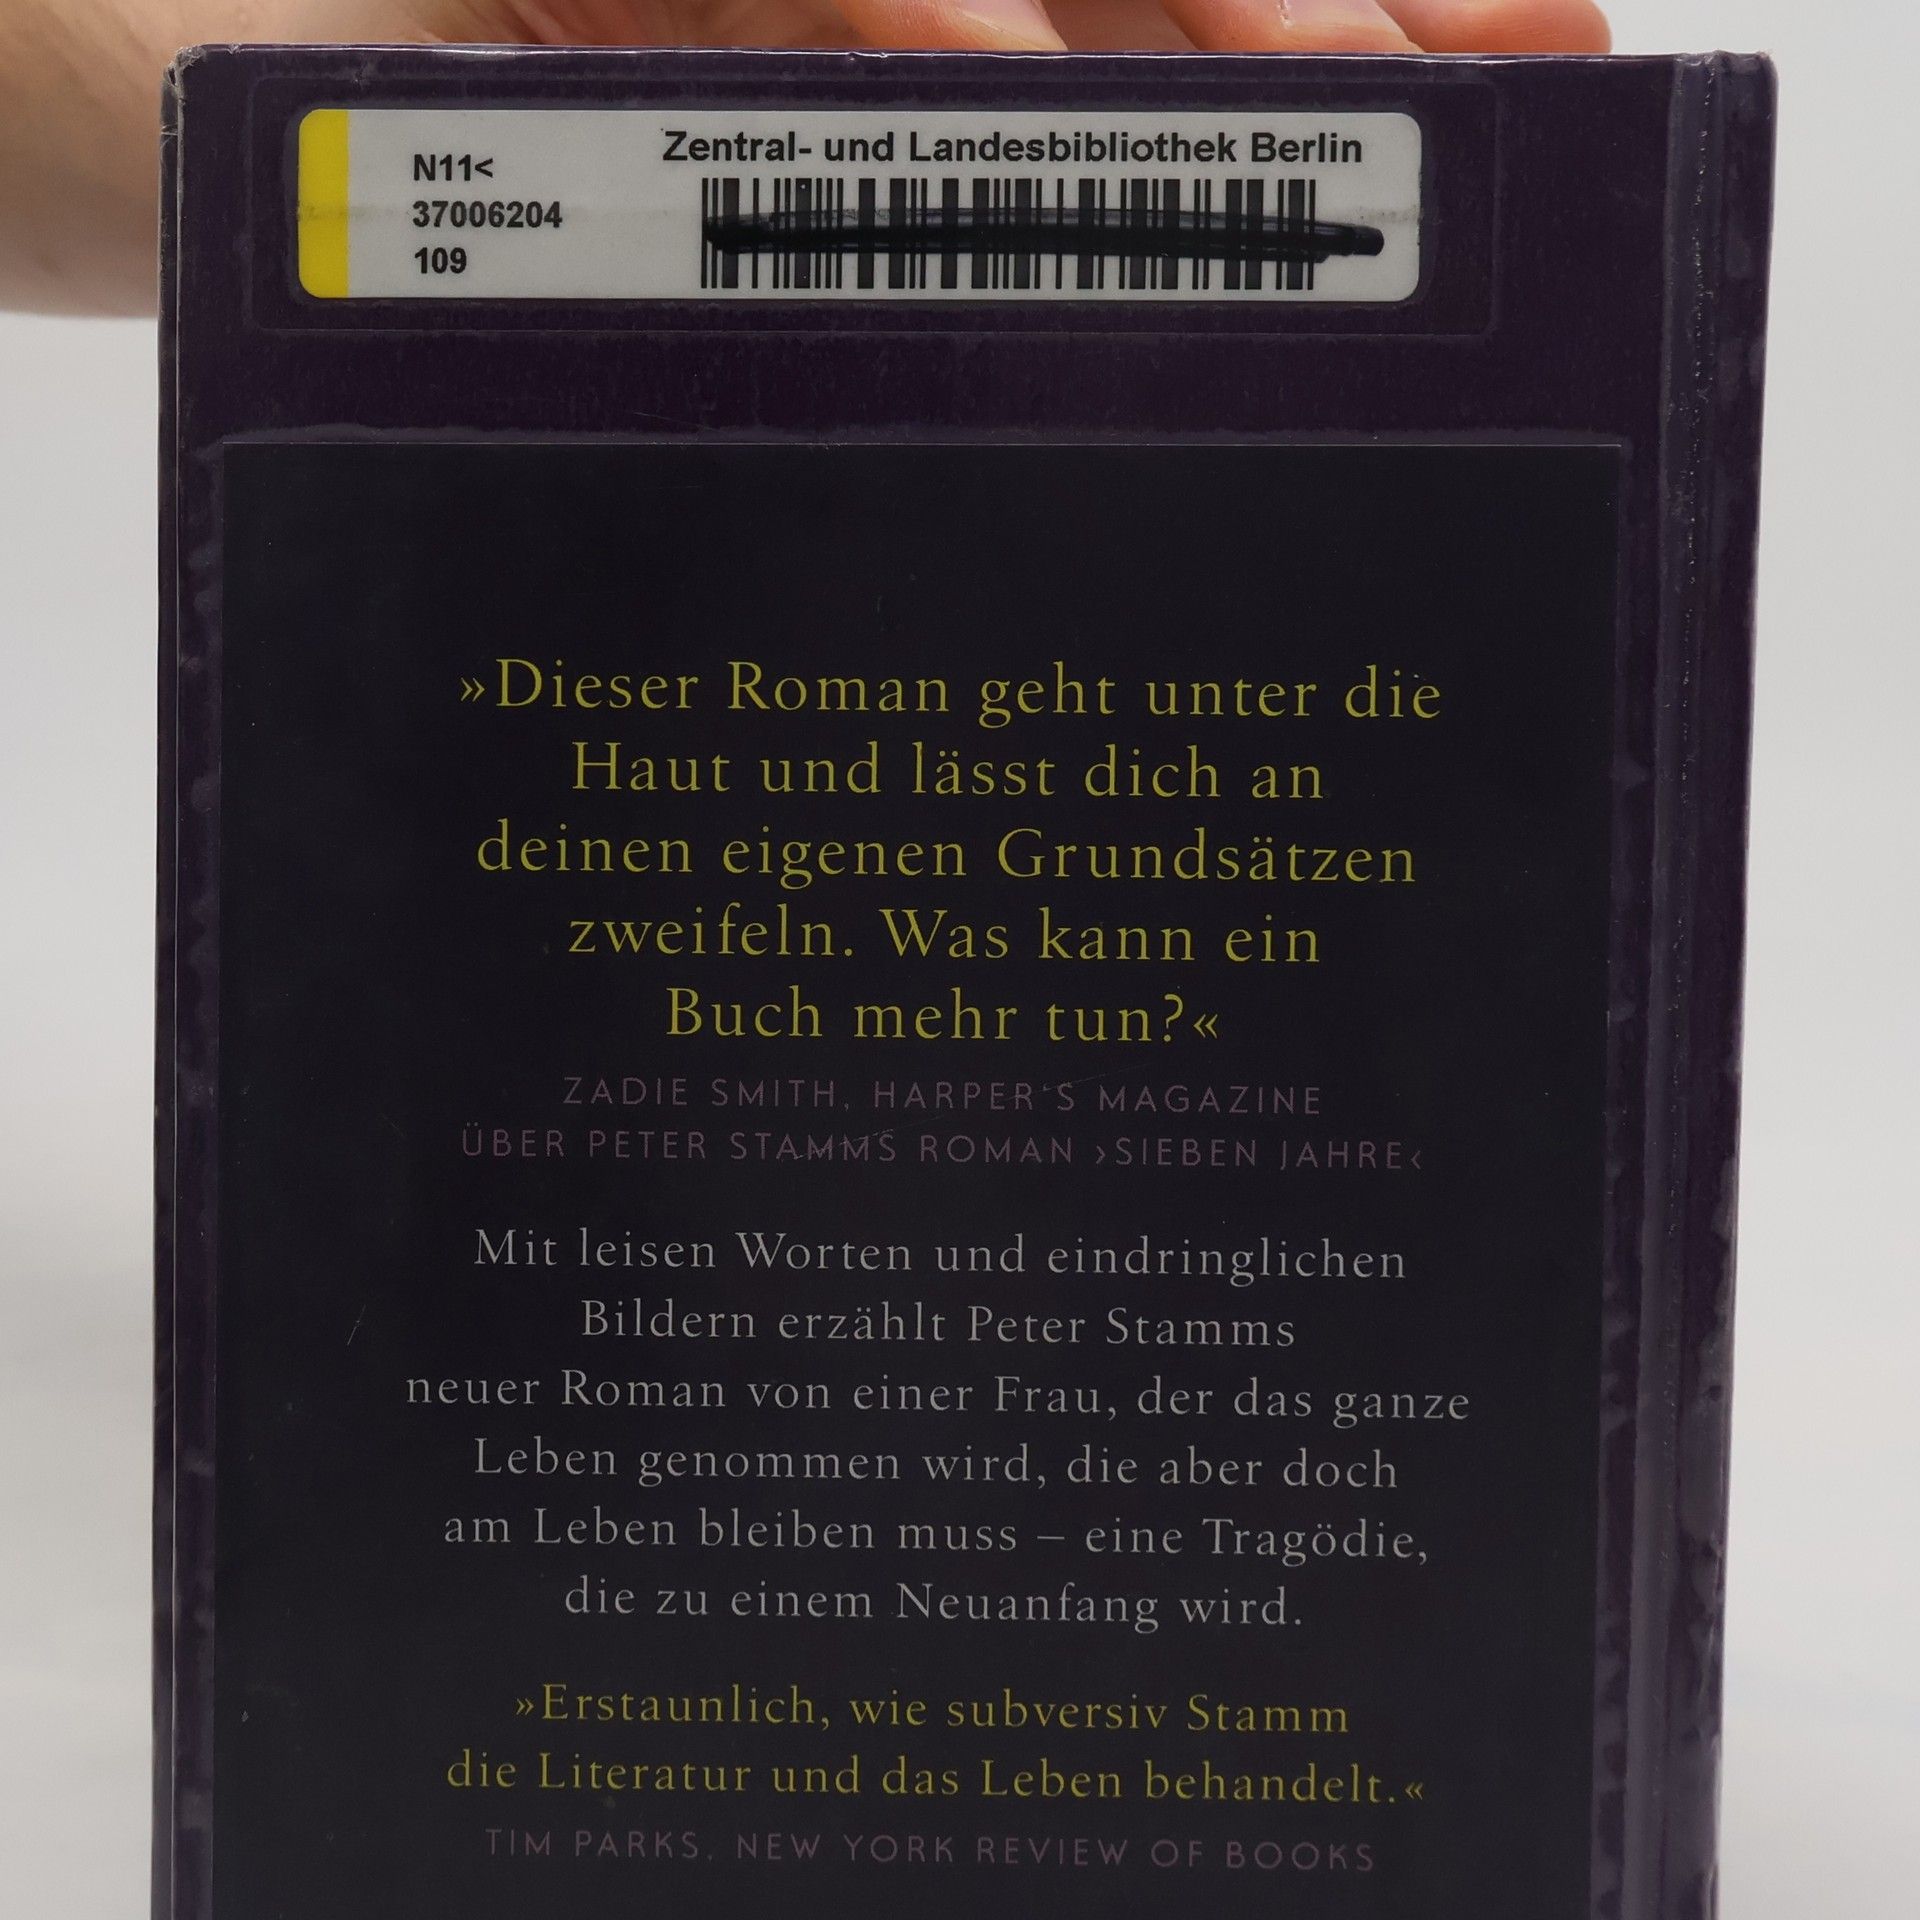 Zentral- und Landesbibliothek Berlin
N11<
37006204
109
»Dieser Roman geht unter die
Haut und lässt dich an
deinen eigenen Grundsätzen
zweifeln. Was kann ein
Buch mehr tun?«
ZADIE SMITH, HARPER'S MAGAZINE
ÜBER PETER STAMMS ROMAN ›SIEBEN JAHRE‹
Mit leisen Worten und eindringlichen
Bildern erzählt Peter Stamms
neuer Roman von einer Frau, der das ganze
Leben genommen wird, die aber doch
am Leben bleiben muss – eine Tragödie,
die zu einem Neuanfang wird.
»Erstaunlich, wie subversiv Stamm
die Literatur und das Leben behandelt.«
TIM PARKS, NEW YORK REVIEW OF BOOKS